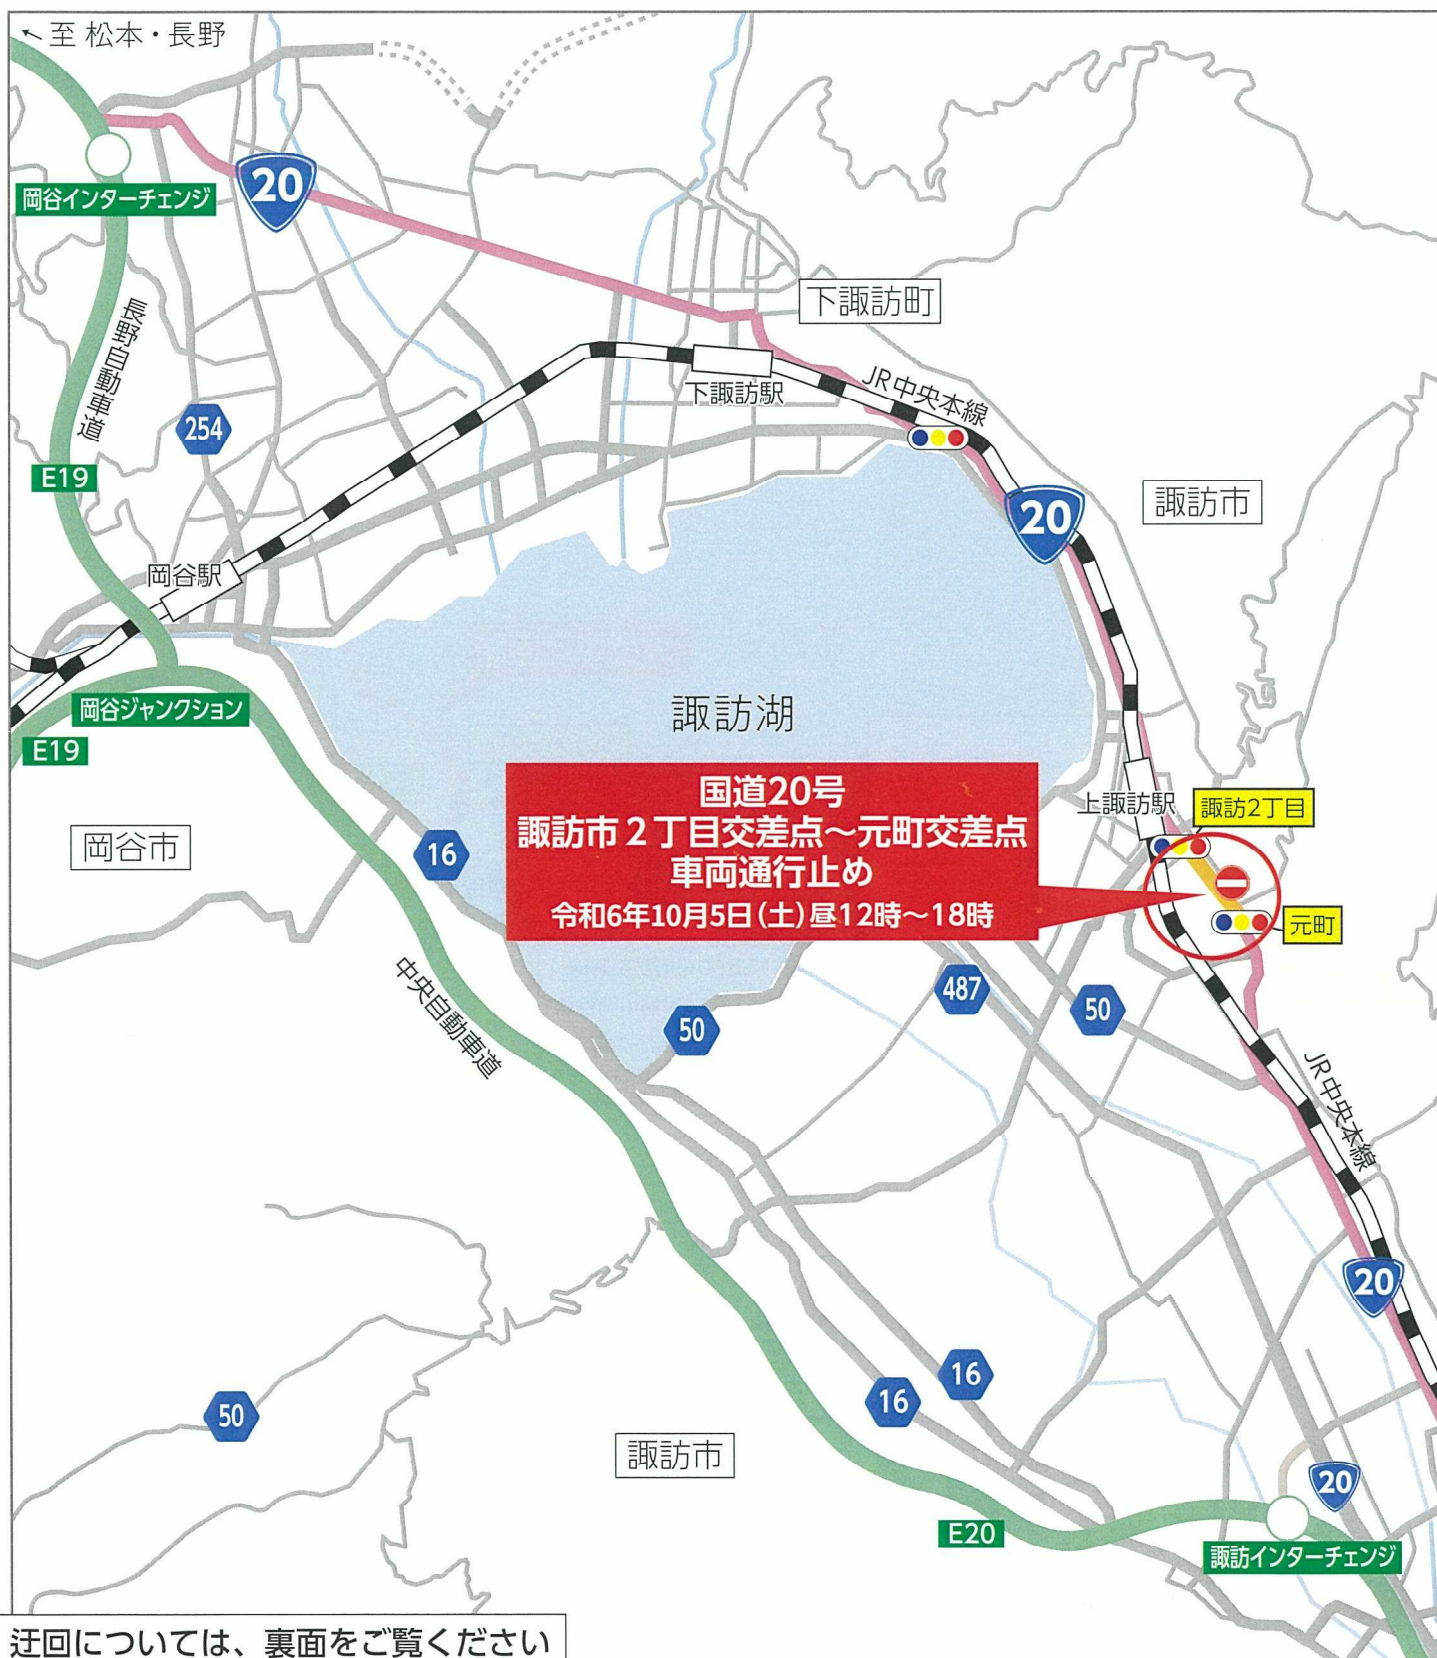 至 松本・長野
20
岡谷インターチェンジ
下諏訪町
長野自動車道
下諏訪駅
JR中央本線
254
E19
20
諏訪市
岡谷駅
岡谷ジャンクション
E19
諏訪湖
国道20号
諏訪市2丁目交差点～元町交差点
車両通行止め
令和6年10月5日(土)昼12時～18時
上諏訪駅
諏訪2丁目
元町
岡谷市
16
中央自動車道
50
487
50
JR中央本線
20
16
16
50
諏訪市
20
E20
諏訪インターチェンジ
迂回については、裏面をご覧ください